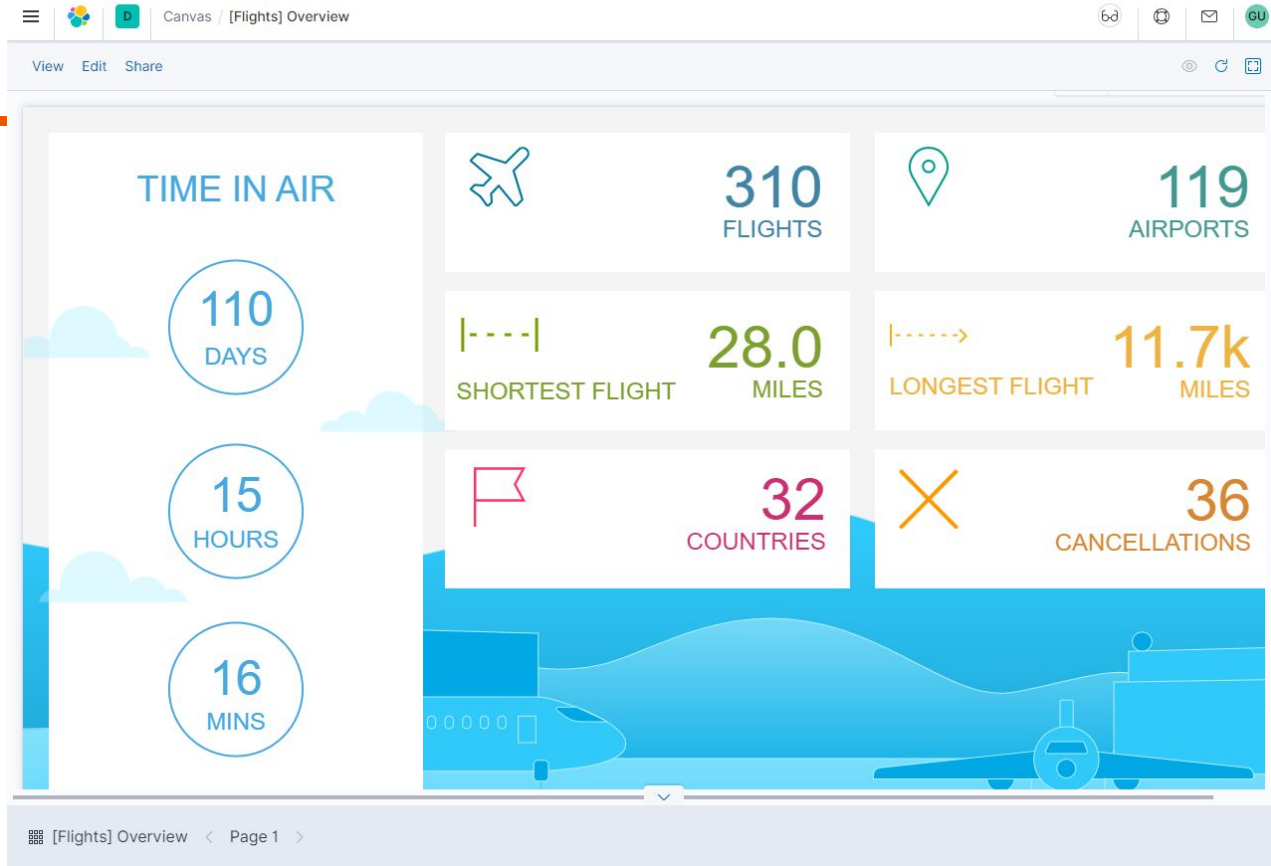 D Canvas / [Flights] Overview GU
View Edit Share
TIME IN AIR
110
DAYS
15
HOURS
16
MINS
310
FLIGHTS
119
AIRPORTS
28.0
SHORTEST FLIGHT MILES
11.7k
LONGEST FLIGHT MILES
32
COUNTRIES
36
CANCELLATIONS
[Flights] Overview < Page 1 >